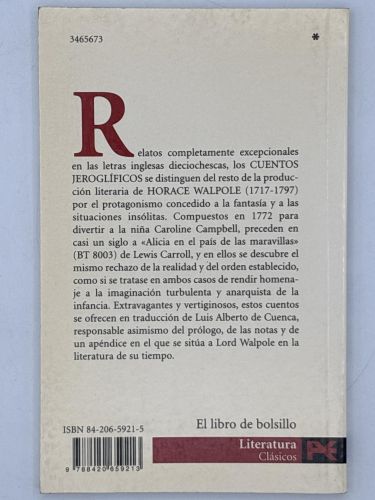 3465673
*
Relatos completamente excepcionales
en las letras inglesas dieciochescas, los CUENTOS
JEROGLÍFICOS se distinguen del resto de la produc-
ción literaria de HORACE WALPOLE (1717-1797)
por el protagonismo concedido a la fantasía y a las
situaciones insólitas. Compuestos en 1772 para
divertir a la niña Caroline Campbell, preceden en
casi un siglo a «Alicia en el país de las maravillas»
(BT 8003) de Lewis Carroll, y en ellos se descubre el
mismo rechazo de la realidad y del orden establecido,
como si se tratase en ambos casos de rendir homena-
je a la imaginación turbulenta y anarquista de la
infancia. Extravagantes y vertiginosos, estos cuentos
se ofrecen en traducción de Luis Alberto de Cuenca,
responsable asimismo del prólogo, de las notas y de
un apéndice en el que se sitúa a Lord Walpole en la
literatura de su tiempo.
ISBN 84-206-5921-5
9 788420 659213
El libro de bolsillo
Literatura
Clásicos